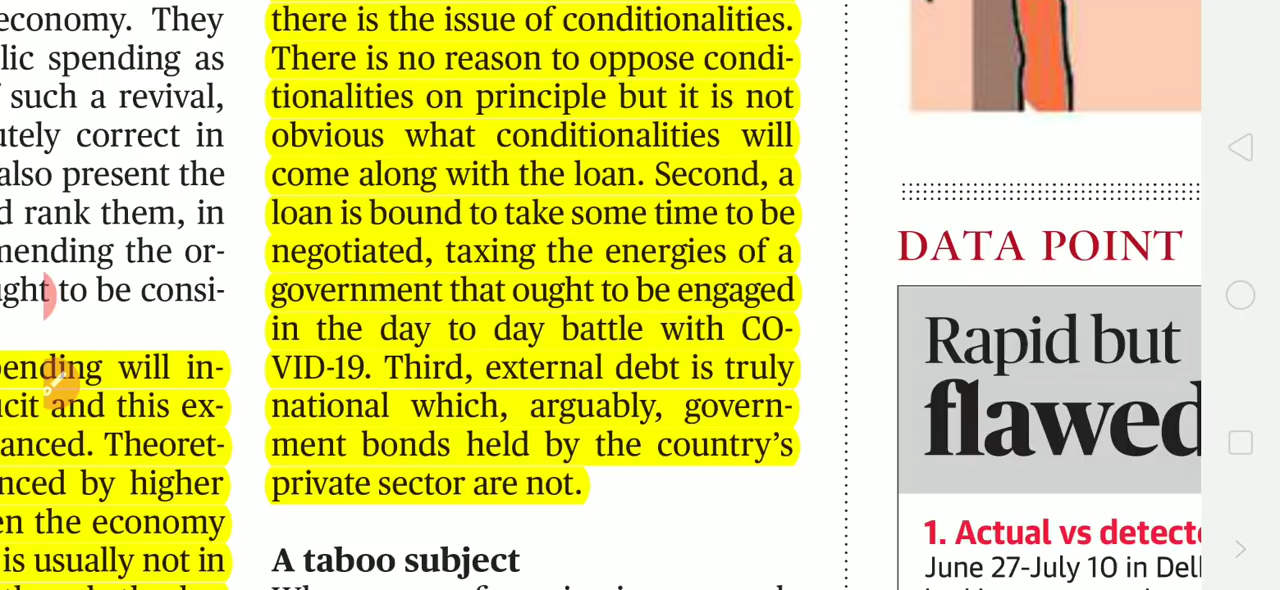 economy. They
lic spending as
such a revival,
utely correct in
also present the
d rank them, in
mending the or-
ught to be consi-
ending will in-
icit and this ex-
anced. Theoret-
nced by higher
en the economy
is usually not in
there is the issue of conditionalities.
There is no reason to oppose condi-
tionalities on principle but it is not
obvious what conditionalities will
come along with the loan. Second, a
loan is bound to take some time to be
negotiated, taxing the energies of a
government that ought to be engaged
in the day to day battle with CO-
VID-19. Third, external debt is truly
national which, arguably, govern-
ment bonds held by the country’s
private sector are not.
A taboo subject
DATA POINT
Rapid but
flawed
1. Actual vs detecte
June 27-July 10 in Del